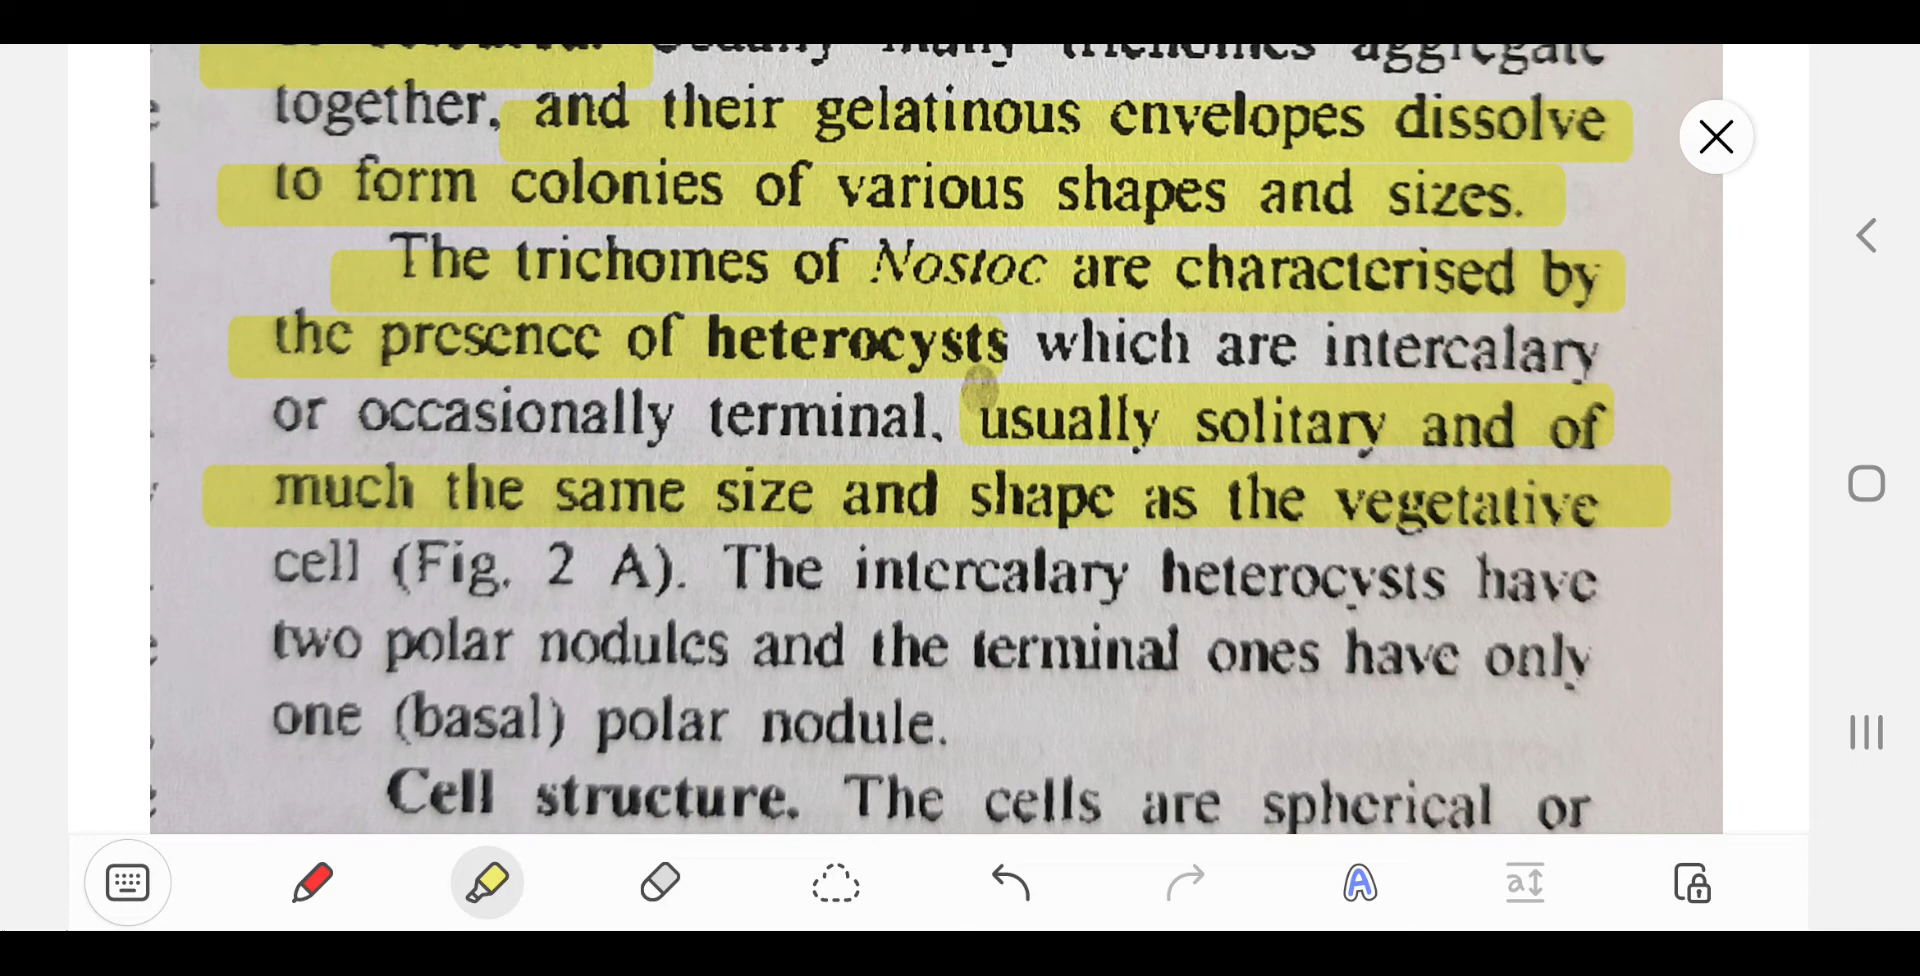 many trichomes aggregate
together, and their gelatinous envelopes dissolve
to form colonies of various shapes and sizes.
The trichomes of Nostoc are characterised by
the presence of heterocysts which are intercalary
or occasionally terminal, usually solitary and of
much the same size and shape as the vegetative
cell (Fig. 2 A). The intercalary heterocysts have
two polar nodules and the terminal ones have only
one (basal) polar nodule.
Cell structure. The cells are spherical or